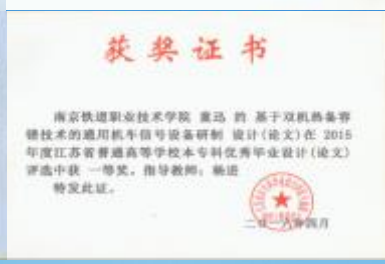 获奖证书
南京铁道职业技术学院 童迅 的 基于双机热备容
错技术的通用机车信号设备研制 设计(论文)在 2015
年度江苏省普通高等学校本专科优秀毕业设计(论文)
评选中获 一等奖。指导教师：杨进
特发此证。
二〇一六年四月